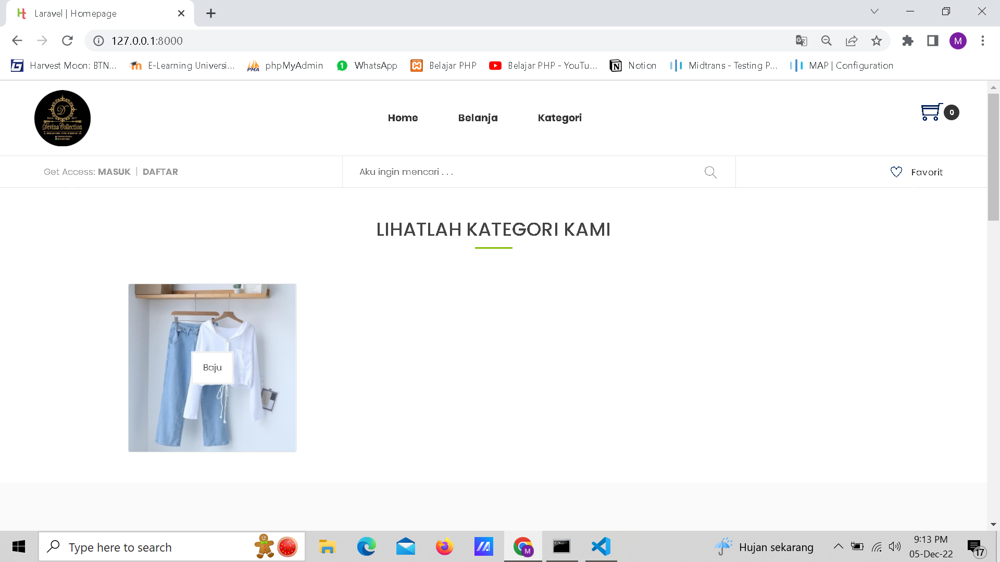 Laravel | Homepage
127.0.0.1:8000
M
Harvest Moon: BTN...
E-Learning Universi...
phpMyAdmin
WhatsApp
Belajar PHP
Belajar PHP - YouTu...
Notion
Midtrans - Testing P...
MAP | Configuration
D
Since 2017
Devina Collection
Home
Belanja
Kategori
0
Get Access: MASUK | DAFTAR
Aku ingin mencari . . .
Favorit
LIHATLAH KATEGORI KAMI
Baju
Type here to search
M
Hujan sekarang
9:13 PM
05-Dec-22
17